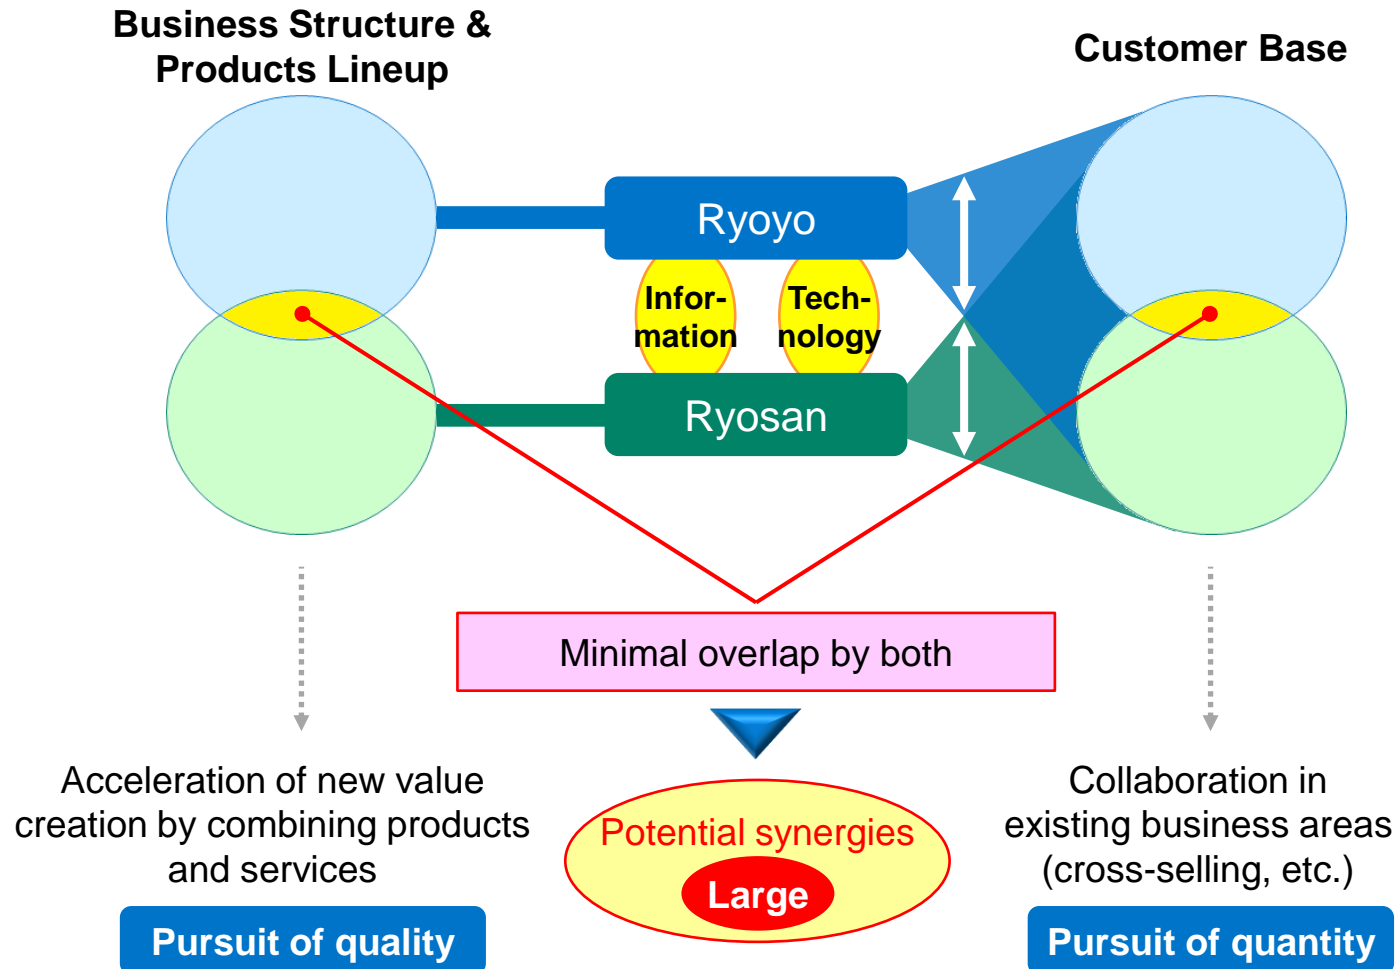 Business Structure &
Products Lineup
Customer Base
Ryoyo
Infor-
mation
Tech-
nology
Ryosan
Minimal overlap by both
Acceleration of new value
creation by combining products
and services
Pursuit of quality
Potential synergies
Large
Collaboration in
existing business areas
(cross-selling, etc.)
Pursuit of quantity